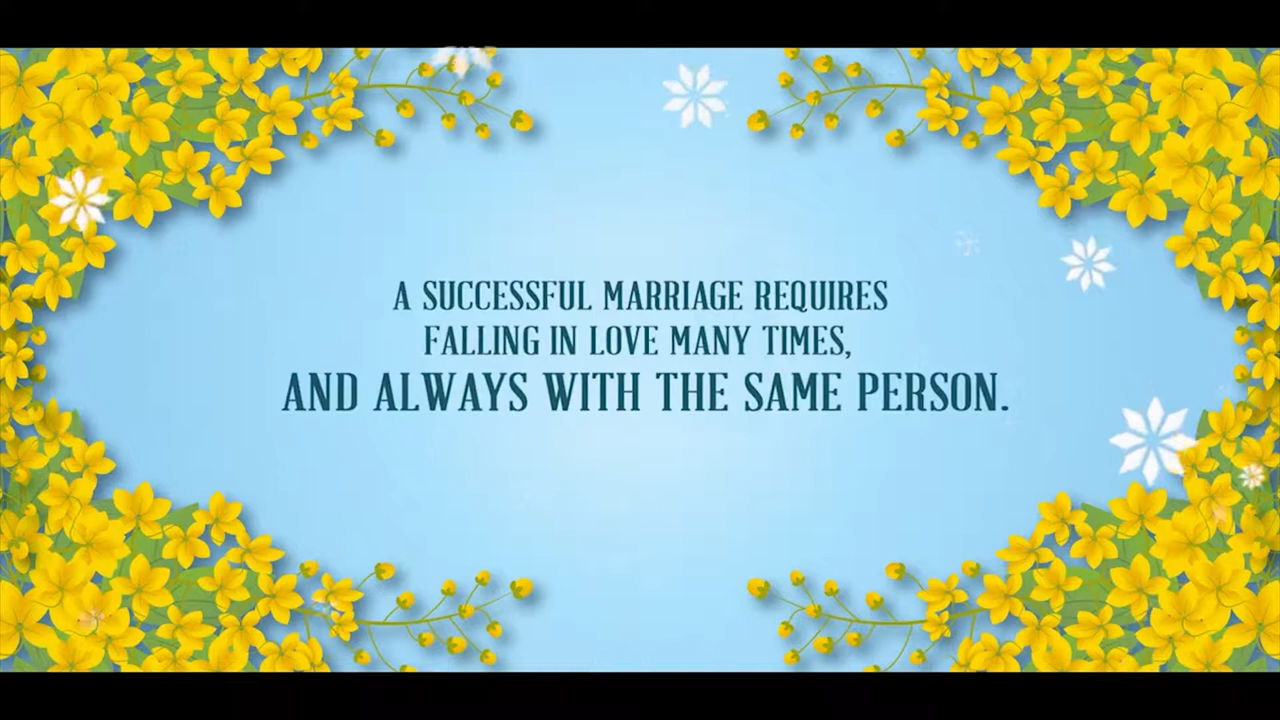 A SUCCESSFUL MARRIAGE REQUIRES
FALLING IN LOVE MANY TIMES,
AND ALWAYS WITH THE SAME PERSON.